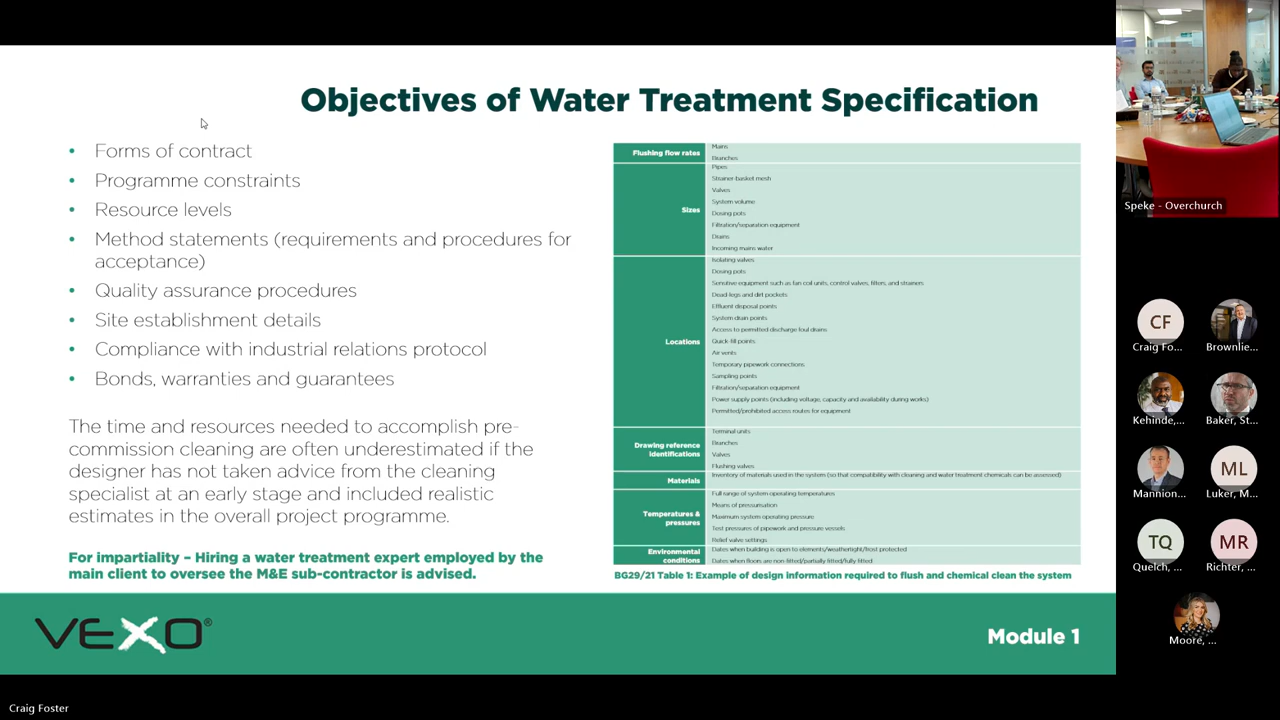 Objectives of Water Treatment Specification
• Forms of contract
• Programme constraints
• Resource levels
• Method statements (requirements and procedures for
acceptance)
• Quality assurance procedures
• Site establishment details
• Compliance with industrial relations protocol
• Bonds, warranties and guarantees
The time and resources needed to accomplish pre-
commission cleaning are often underestimated if the
designer has not taken advice from the cleaning
specialist at an early stage and included realistic
estimates in the overall project programme.
For impartiality – Hiring a water treatment expert employed by the
main client to oversee the M&E sub-contractor is advised.
Flushing flow rates
Mains
Branches
Sizes
Pipes
Strainer-basket mesh
Valves
System volume
Dosing pots
Filtration/separation equipment
Drains
Incoming mains water
Locations
Isolating valves
Dosing pots
Sensitive equipment such as fan coil units, control valves, filters, and strainers
Dead-legs and dirt pockets
Effluent disposal points
System drain points
Access to permitted discharge foul drains
Quick-fill points
Air vents
Temporary pipework connections
Sampling points
Filtration/separation equipment
Power supply points (including voltage, capacity and availability during works)
Permitted/prohibited access routes for equipment
Drawing reference
identifications
Terminal units
Branches
Valves
Flushing valves
Materials
Inventory of materials used in the system (so that compatibility with cleaning and water treatment chemicals can be assessed)
Temperatures &
pressures
Full range of system operating temperatures
Means of pressurisation
Maximum system operating pressure
Test pressures of pipework and pressure vessels
Relief valve settings
Environmental
conditions
Dates when building is open to elements/weathertight/frost protected
Dates when floors are non-fitted/partially fitted/fully fitted
BG29/21 Table 1: Example of design information required to flush and chemical clean the system
VEXO®
Module 1
Craig Foster
Speke - Overchurch
CF
Craig Fo...
Brownlie...
Kehinde,...
Baker, St...
Mannion...
ML
Luker, M...
TQ
Quelch, ...
MR
Richter, ...
Moore, ...